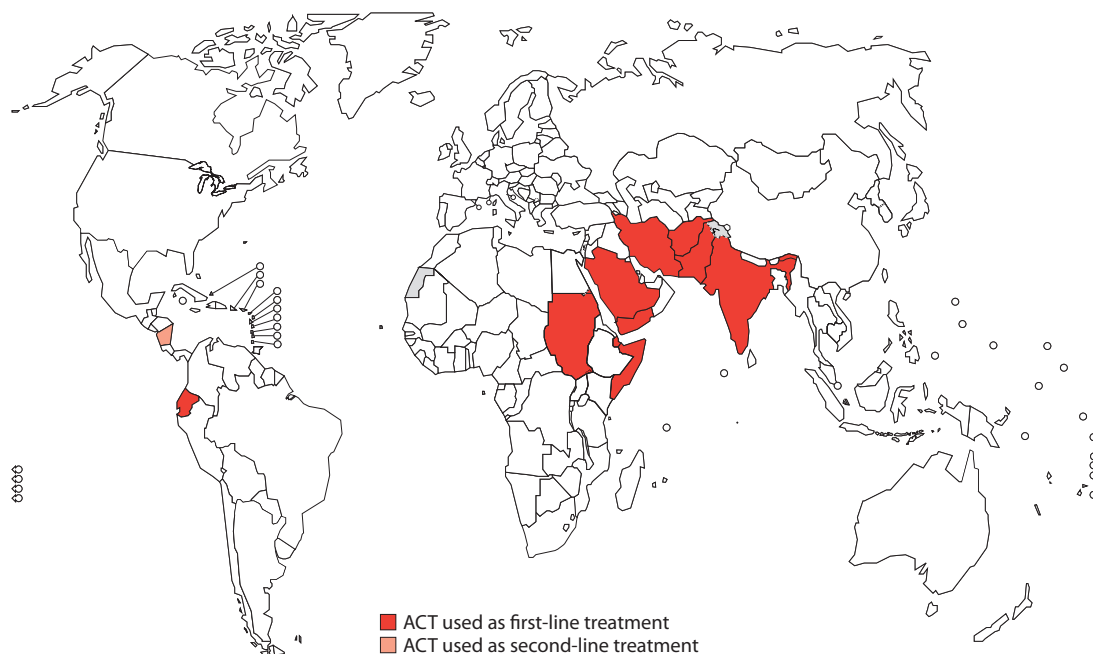 ACT used as first-line treatment
ACT used as second-line treatment